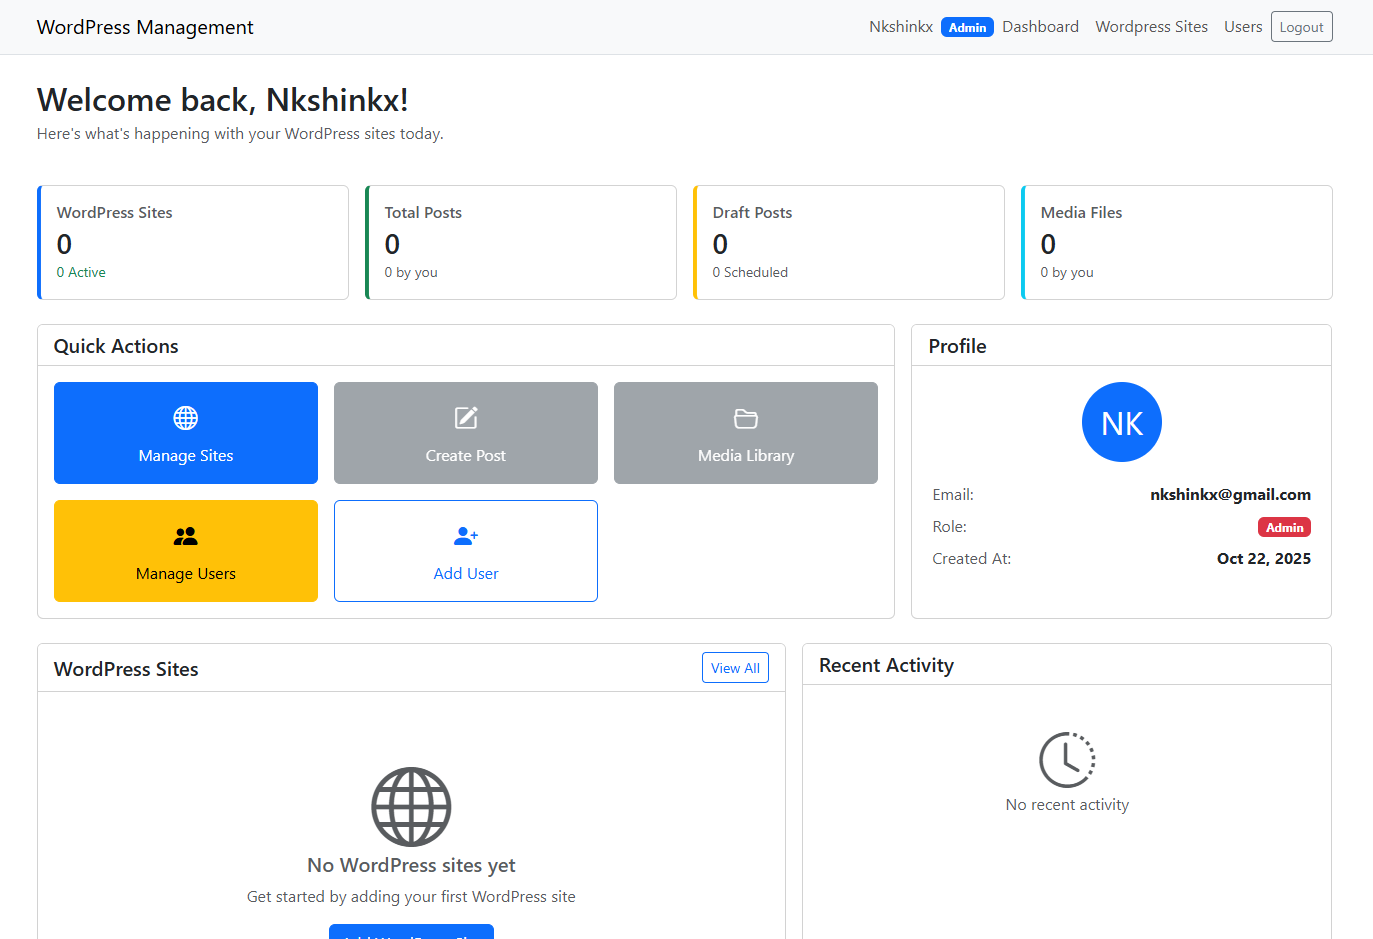 WordPress Management
Nkshinkx Admin Dashboard Wordpress Sites Users Logout
Welcome back, Nkshinkx!
Here's what's happening with your WordPress sites today.
WordPress Sites
0
0 Active
Total Posts
0
0 by you
Draft Posts
0
0 Scheduled
Media Files
0
0 by you
Quick Actions
Manage Sites
Create Post
Media Library
Manage Users
Add User
Profile
NK
Email: nkshinkx@gmail.com
Role: Admin
Created At: Oct 22, 2025
WordPress Sites
View All
No WordPress sites yet
Get started by adding your first WordPress site
Recent Activity
No recent activity